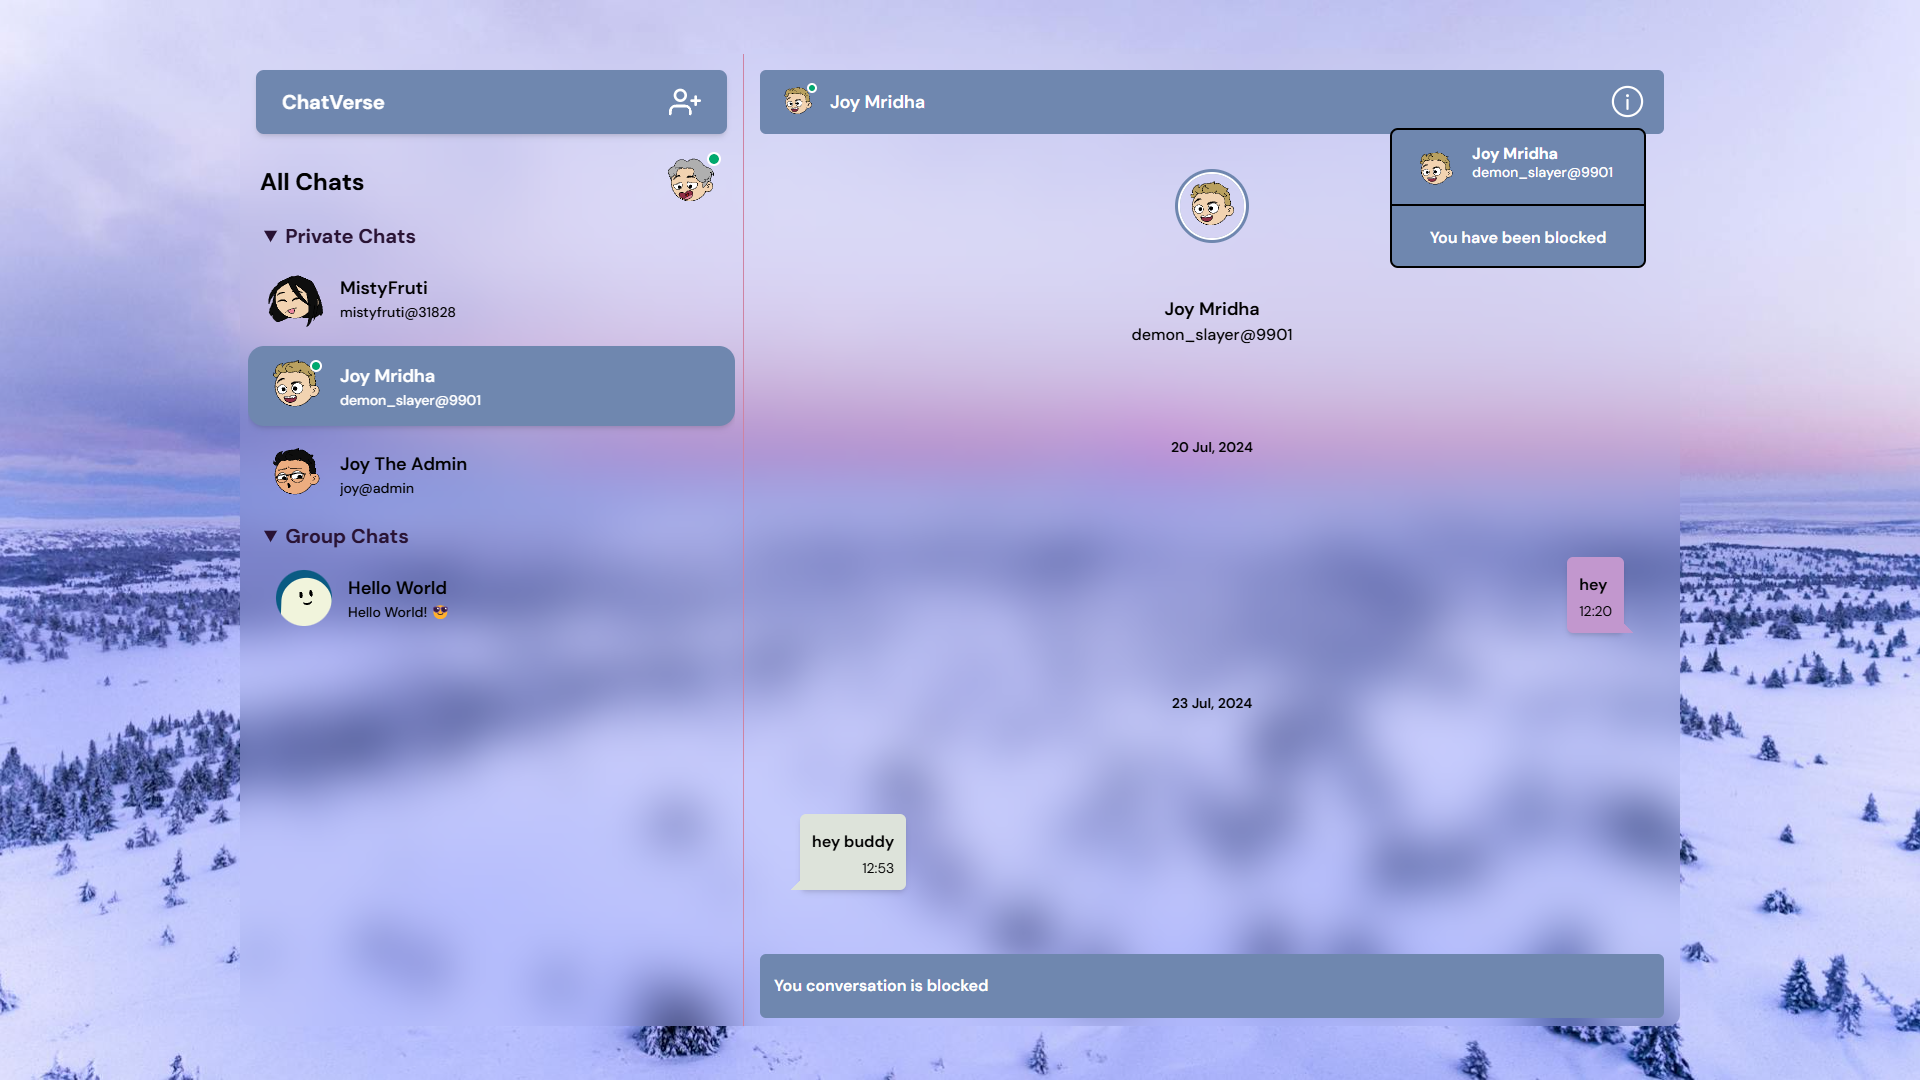 ChatVerse
All Chats
Private Chats
MistyFruti
mistyfruti@31828
Joy Mridha
demon_slayer@9901
Joy The Admin
joy@admin
Group Chats
Hello World
Hello World! 😎
Joy Mridha
Joy Mridha
demon_slayer@9901
You have been blocked
Joy Mridha
demon_slayer@9901
20 Jul, 2024
hey
12:20
23 Jul, 2024
hey buddy
12:53
You conversation is blocked